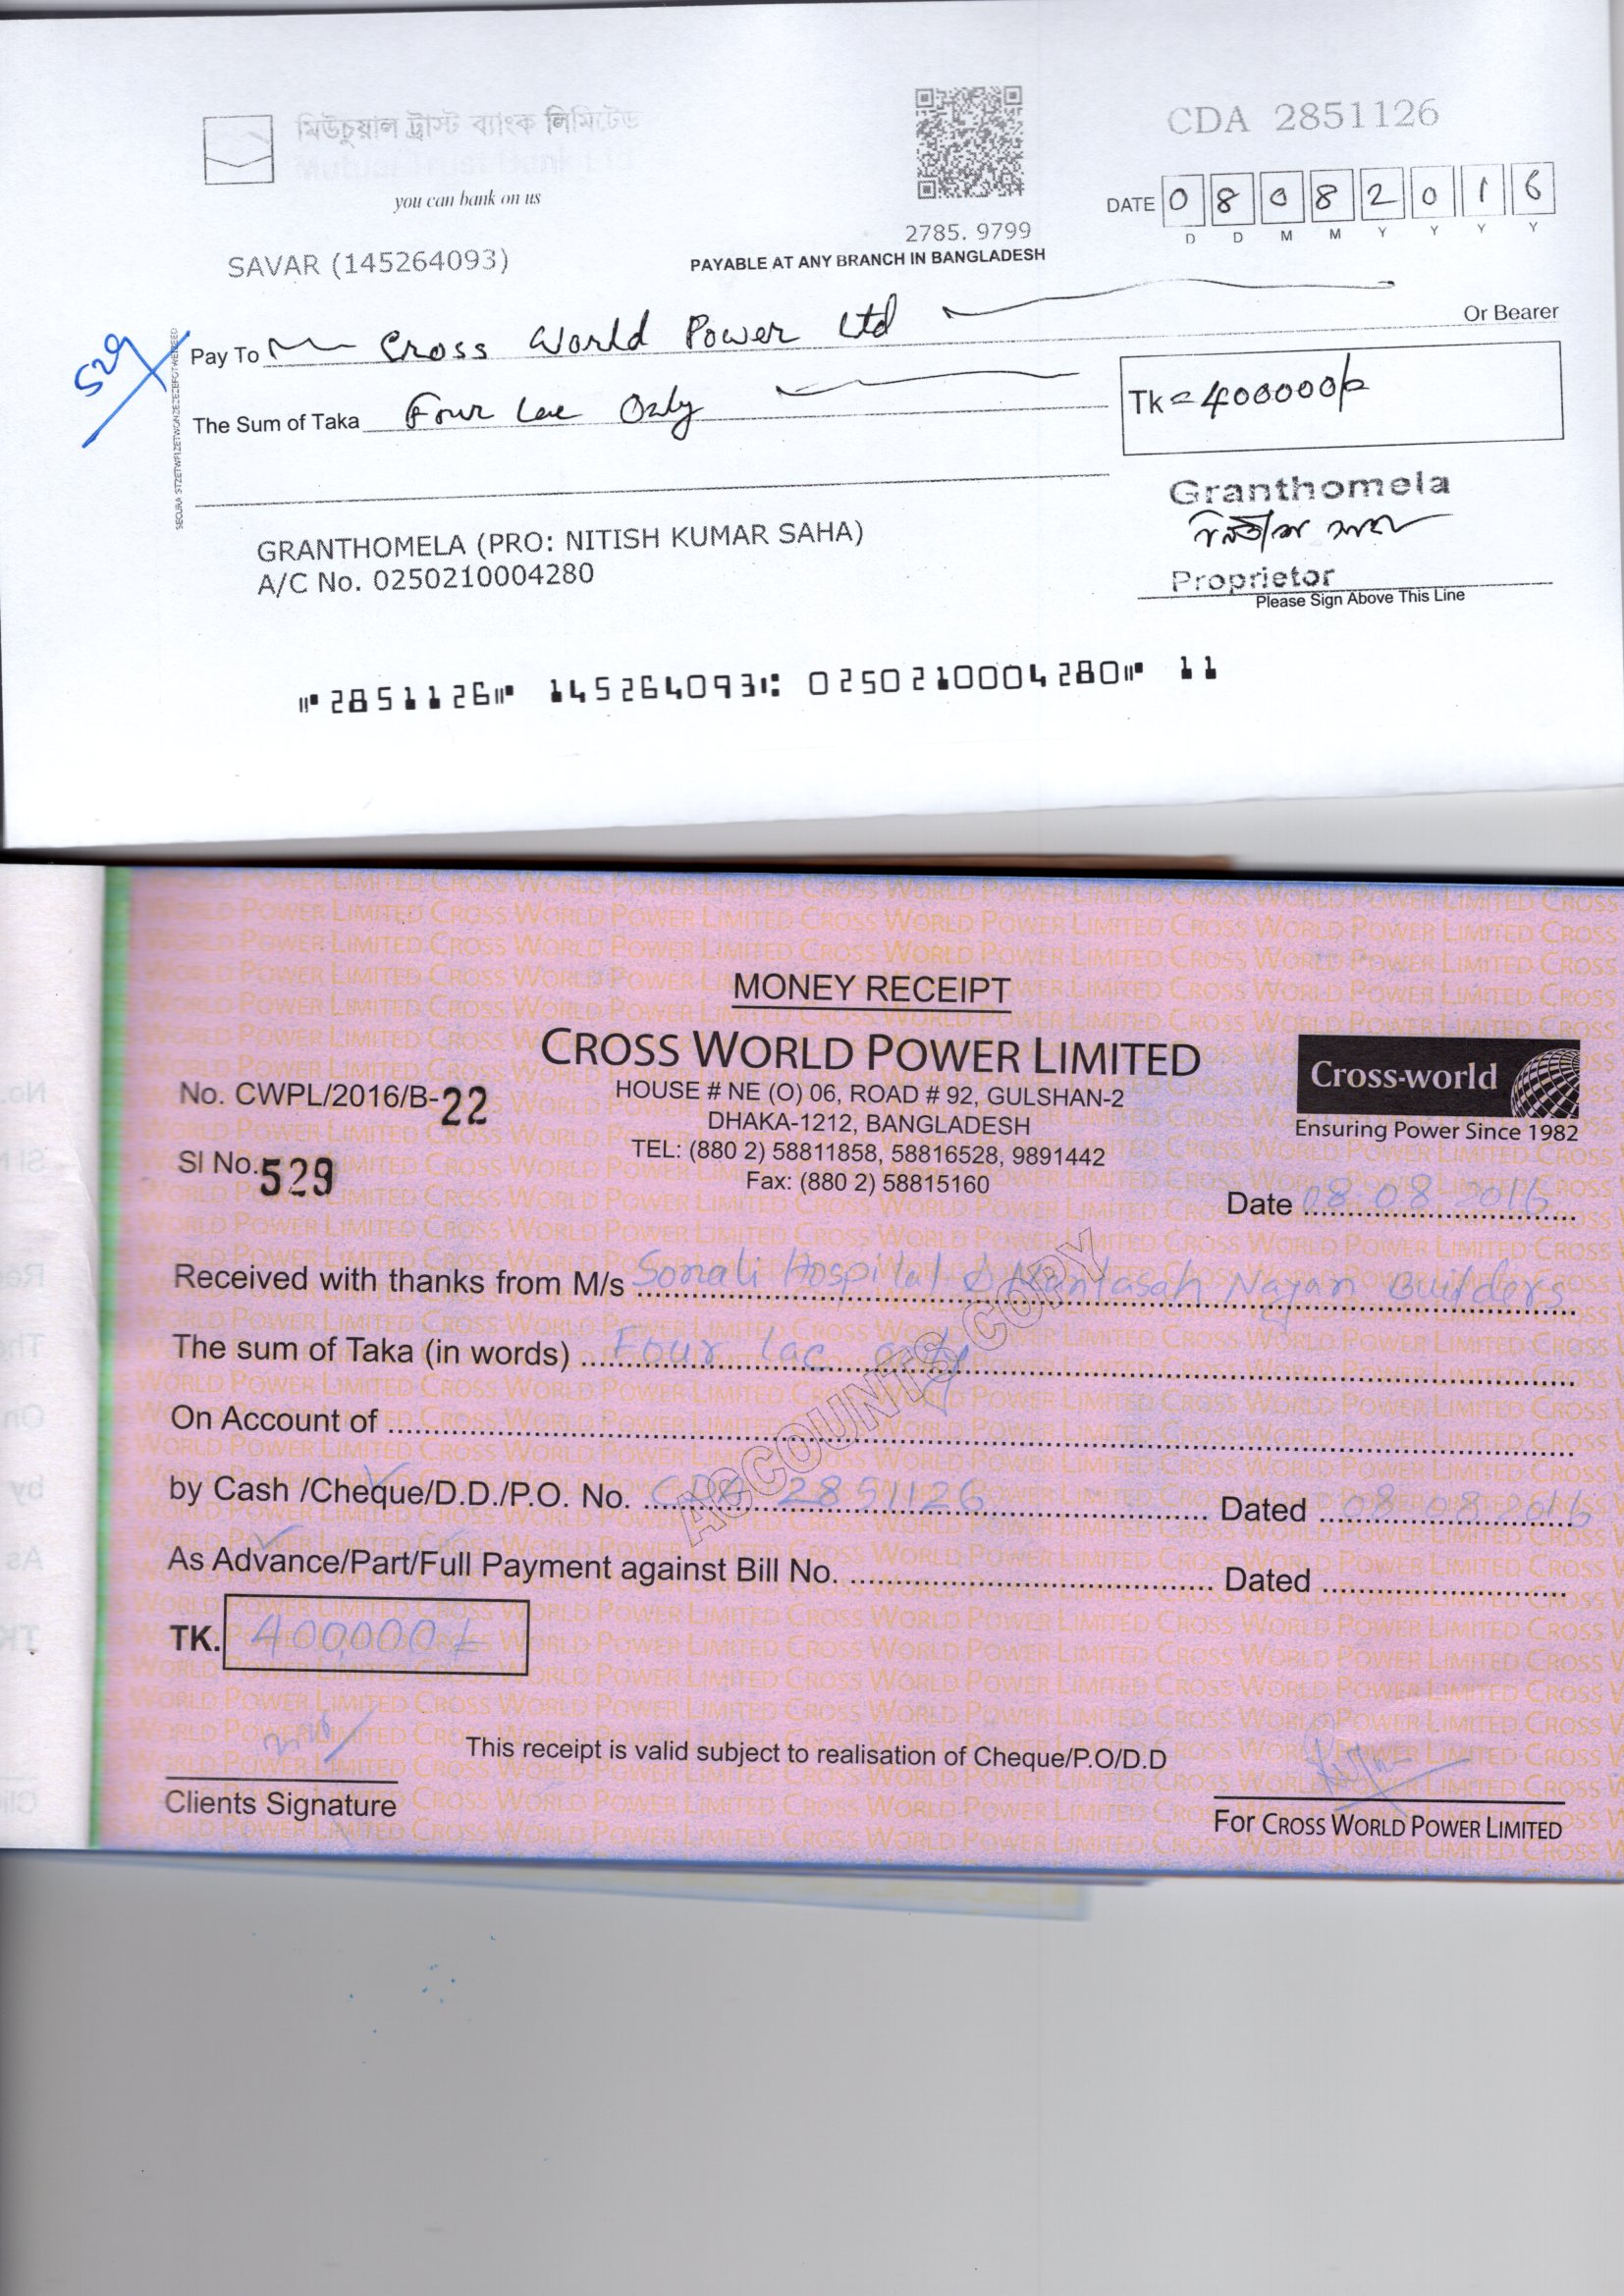 মিউচুয়াল ট্রাস্ট ব্যাংক লিমিটেড
Mutual Trust Bank Ltd
you can bank on us
CDA 2851126
DATE 0 8 0 8 2 0 1 6
D D M M Y Y Y Y
2785. 9799
SAVAR (145264093)
PAYABLE AT ANY BRANCH IN BANGLADESH
529
Pay To Cross World Power Ltd Or Bearer
The Sum of Taka Four Lac Only
Tk = 400000/=
Granthomela
GRANTHOMELA (PRO: NITISH KUMAR SAHA)
A/C No. 0250210004280
Proprietor
Please Sign Above This Line
⑈2851126⑈ 145264093⑆ 0250210004280⑈ 11
MONEY RECEIPT
CROSS WORLD POWER LIMITED
No. CWPL/2016/B-22
HOUSE # NE (O) 06, ROAD # 92, GULSHAN-2
DHAKA-1212, BANGLADESH
Cross-world
Ensuring Power Since 1982
Sl No. 529
TEL: (880 2) 58811858, 58816528, 9891442
Fax: (880 2) 58815160
Date 08.08.2016
Received with thanks from M/s Sonali Hospital & Mantasah Nayan Builders
The sum of Taka (in words) Four Lac only
On Account of
ACCOUNTS COPY
by Cash /Cheque/D.D./P.O. No. CDA 2851126 Dated 08.08.2016
As Advance/Part/Full Payment against Bill No. Dated
TK. 400,000/=
This receipt is valid subject to realisation of Cheque/P.O/D.D
Clients Signature
For CROSS WORLD POWER LIMITED